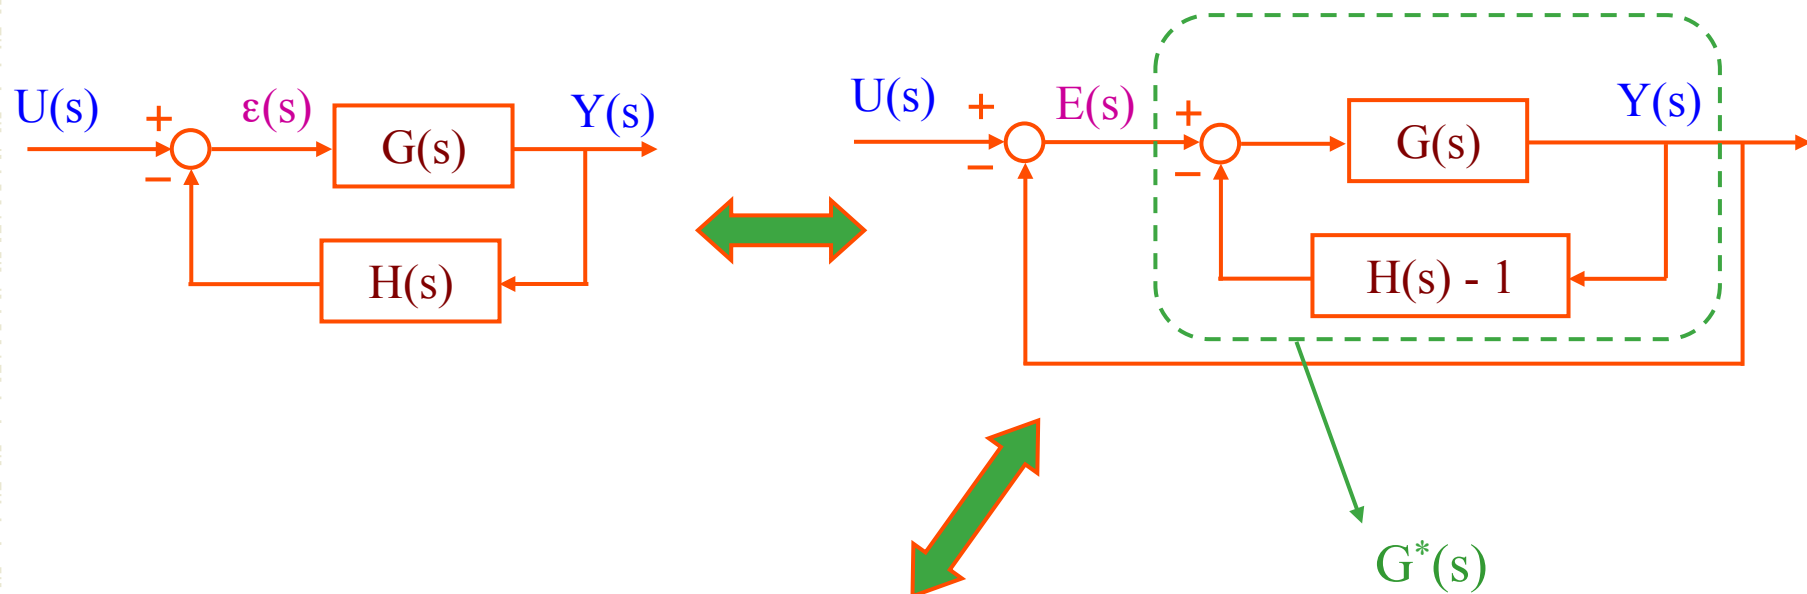 U(s) + ε(s) G(s) Y(s)
−
H(s)
U(s) + E(s) + G(s) Y(s)
− −
H(s) - 1
G*(s)